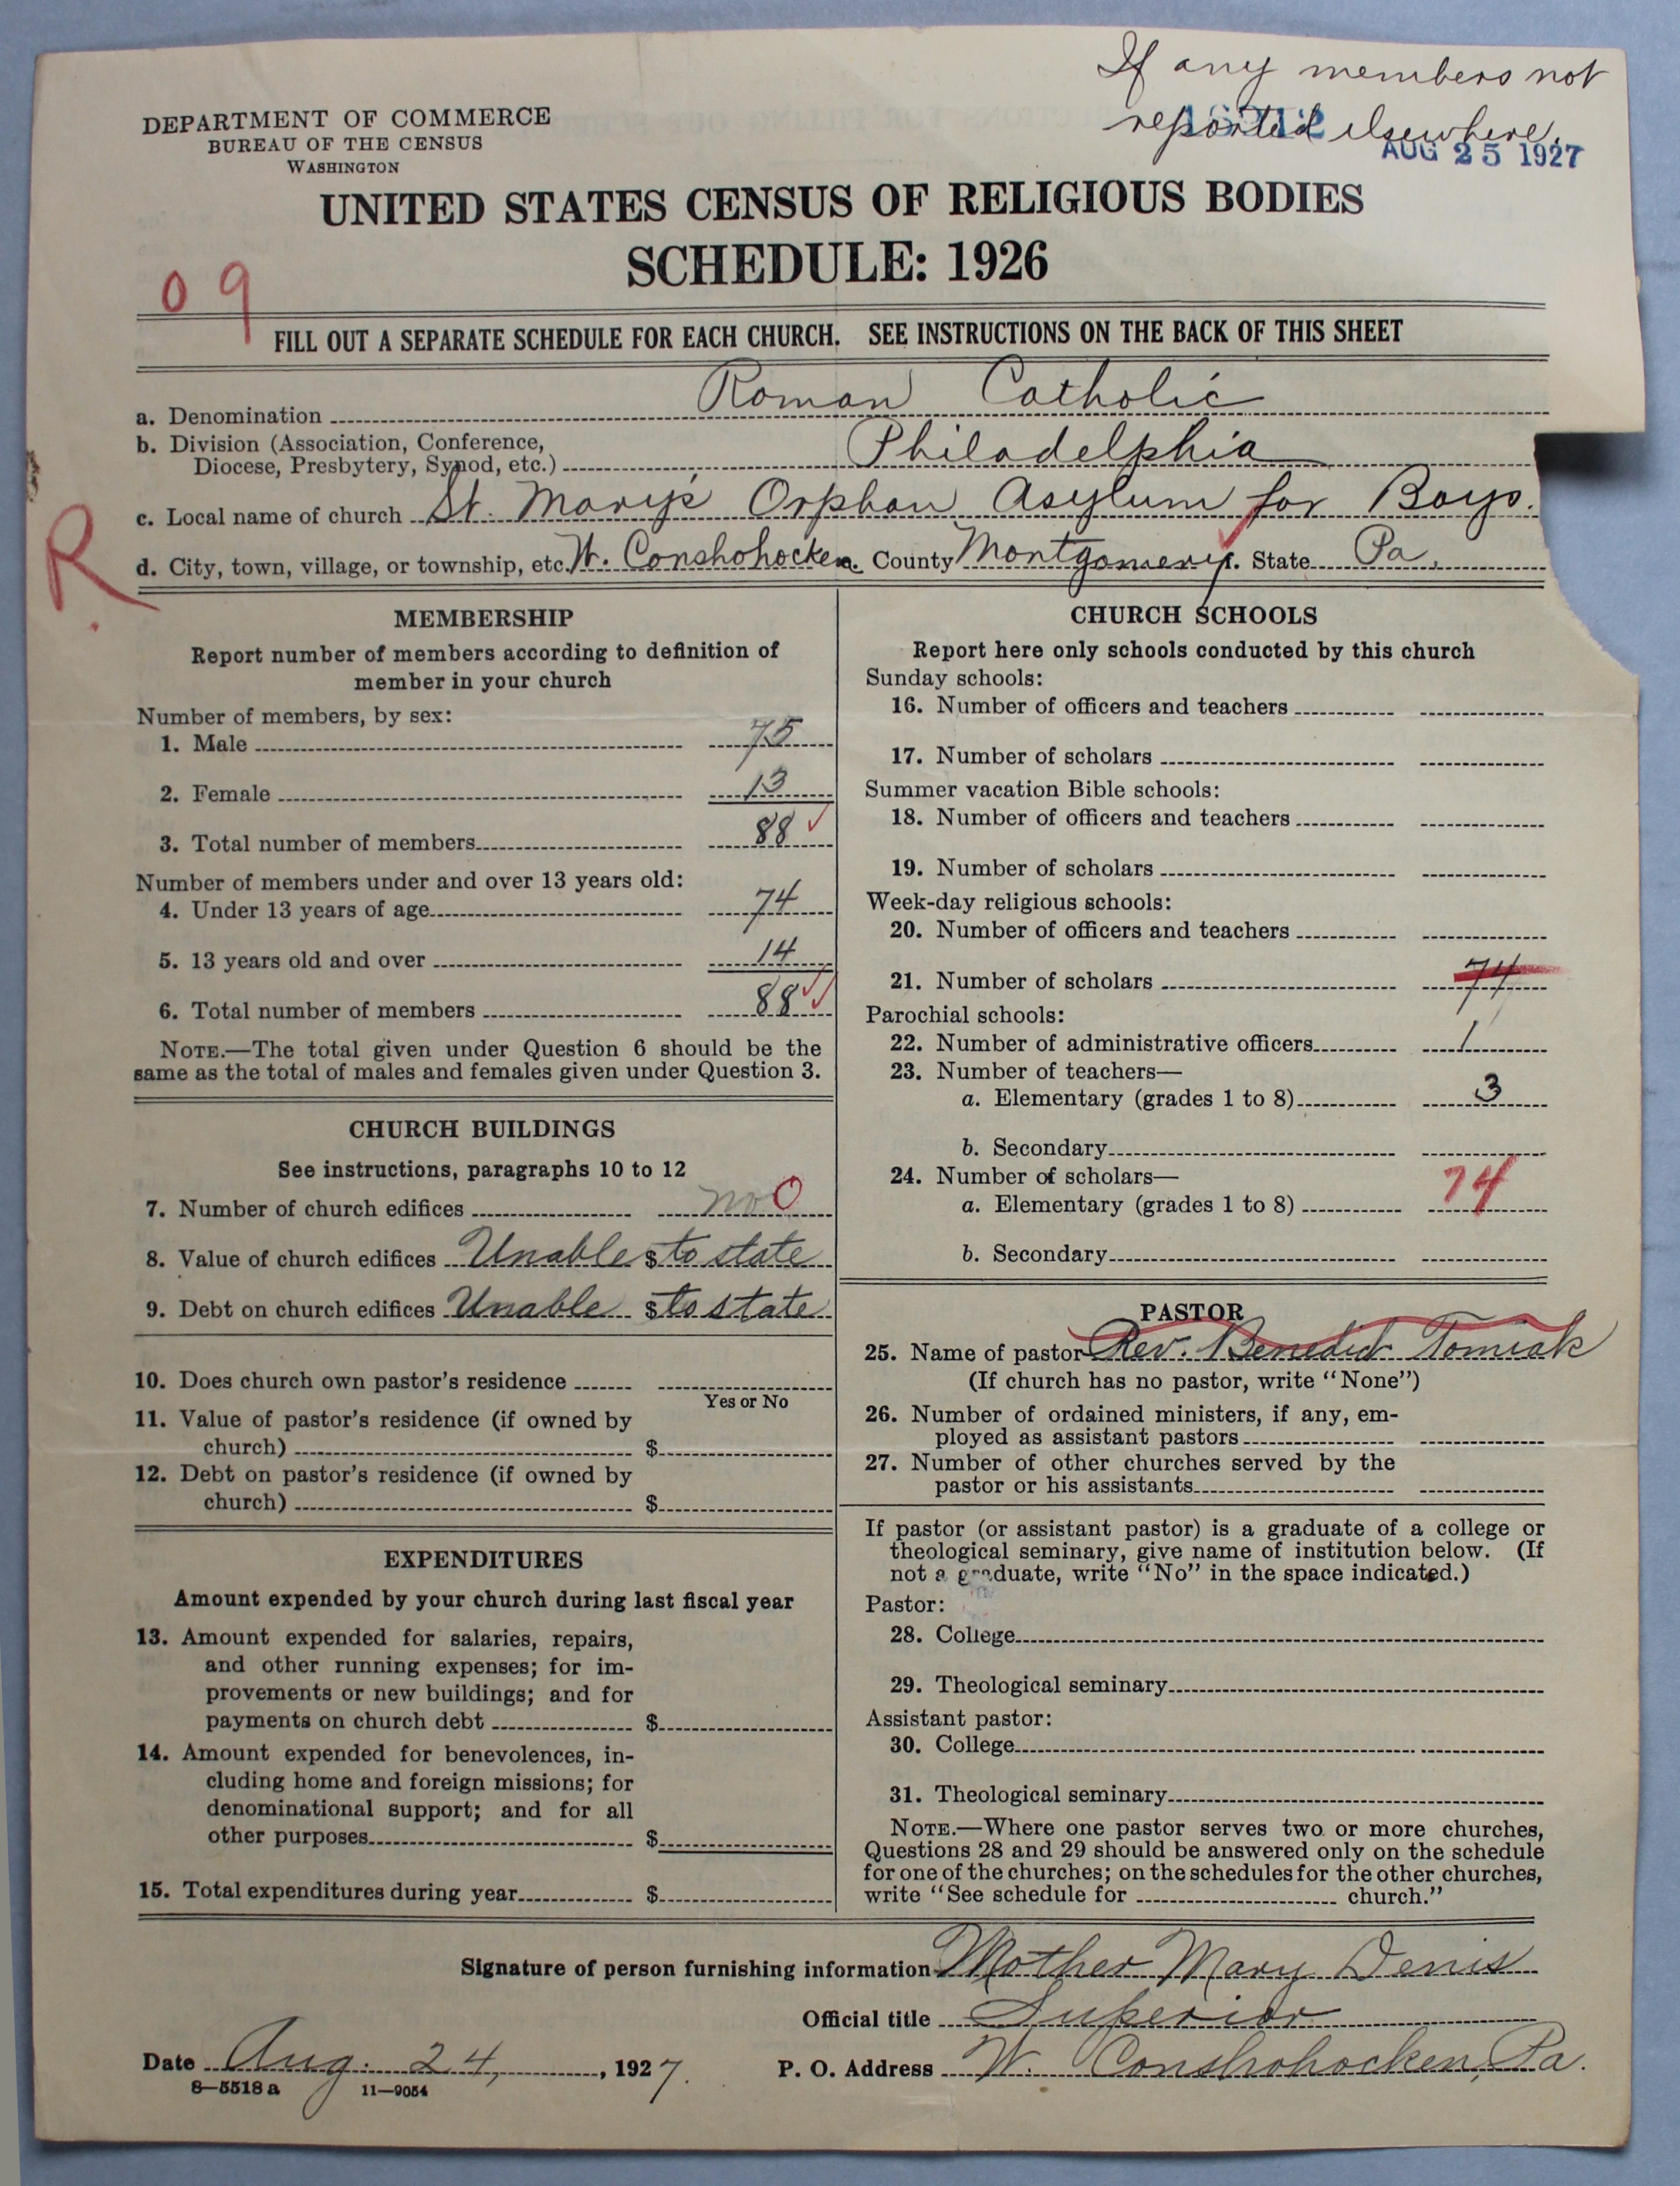 If any members not
reported elsewhere.
AUG 25 1927
DEPARTMENT OF COMMERCE
BUREAU OF THE CENSUS
WASHINGTON
UNITED STATES CENSUS OF RELIGIOUS BODIES
SCHEDULE: 1926
09
FILL OUT A SEPARATE SCHEDULE FOR EACH CHURCH. SEE INSTRUCTIONS ON THE BACK OF THIS SHEET
a. Denomination Roman Catholic
b. Division (Association, Conference,
Diocese, Presbytery, Synod, etc.) Philadelphia
c. Local name of church St. Mary's Orphan Asylum for Boys.
R
d. City, town, village, or township, etc. W. Conshohocken. County Montgomery. State Pa.
MEMBERSHIP
Report number of members according to definition of
member in your church
Number of members, by sex:
1. Male 75
2. Female 13
3. Total number of members 88
Number of members under and over 13 years old:
4. Under 13 years of age 74
5. 13 years old and over 14
6. Total number of members 88
NOTE.—The total given under Question 6 should be the
same as the total of males and females given under Question 3.
CHURCH BUILDINGS
See instructions, paragraphs 10 to 12
7. Number of church edifices no 0
8. Value of church edifices Unable $ to state
9. Debt on church edifices Unable $ to state
10. Does church own pastor's residence
Yes or No
11. Value of pastor's residence (if owned by
church) $
12. Debt on pastor's residence (if owned by
church) $
EXPENDITURES
Amount expended by your church during last fiscal year
13. Amount expended for salaries, repairs,
and other running expenses; for im-
provements or new buildings; and for
payments on church debt $
14. Amount expended for benevolences, in-
cluding home and foreign missions; for
denominational support; and for all
other purposes $
15. Total expenditures during year $
CHURCH SCHOOLS
Report here only schools conducted by this church
Sunday schools:
16. Number of officers and teachers
17. Number of scholars
Summer vacation Bible schools:
18. Number of officers and teachers
19. Number of scholars
Week-day religious schools:
20. Number of officers and teachers
21. Number of scholars 74
Parochial schools:
22. Number of administrative officers 1
23. Number of teachers—
a. Elementary (grades 1 to 8) 3
b. Secondary
24. Number of scholars—
a. Elementary (grades 1 to 8) 74
b. Secondary
PASTOR
25. Name of pastor Rev. Benedict Tomiak
(If church has no pastor, write "None")
26. Number of ordained ministers, if any, em-
ployed as assistant pastors
27. Number of other churches served by the
pastor or his assistants
If pastor (or assistant pastor) is a graduate of a college or
theological seminary, give name of institution below. (If
not a graduate, write "No" in the space indicated.)
Pastor:
28. College
29. Theological seminary
Assistant pastor:
30. College
31. Theological seminary
NOTE.—Where one pastor serves two or more churches,
Questions 28 and 29 should be answered only on the schedule
for one of the churches; on the schedules for the other churches,
write "See schedule for church."
Signature of person furnishing information Mother Mary Denis
Official title Superior
Date Aug. 24, 1927. P. O. Address W. Conshohocken, Pa.
8—5518 a 11—9054